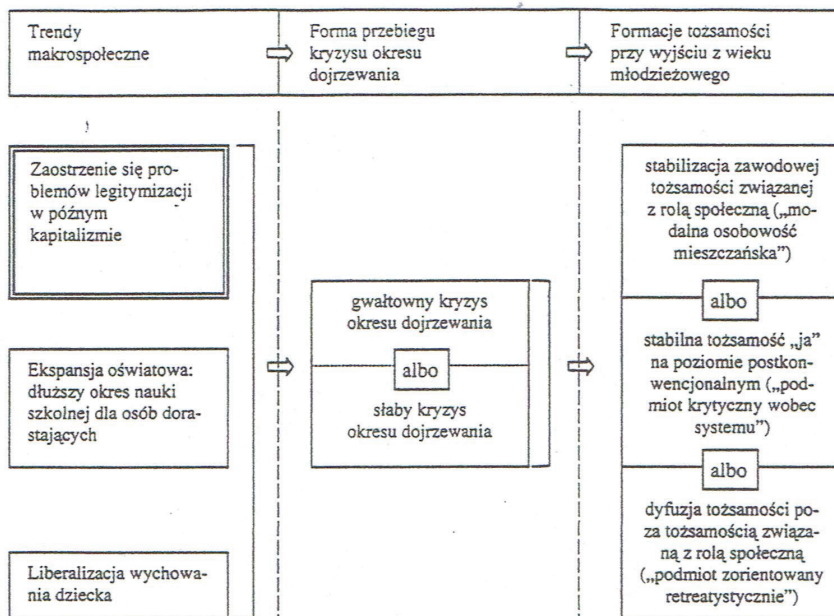 Trendy
makrospołeczne
Forma przebiegu
kryzysu okresu
dojrzewania
Formacje tożsamości
przy wyjściu z wieku
młodzieżowego
Zaostrzenie się pro-
blemów legitymizacji
w późnym
kapitalizmie
Ekspansja oświatowa:
dłuższy okres nauki
szkolnej dla osób dora-
stających
Liberalizacja wychowa-
nia dziecka
gwałtowny kryzys
okresu dojrzewania
albo
słaby kryzys
okresu dojrzewania
stabilizacja zawodowej
tożsamości związanej
z rolą społeczną („mo-
dalna osobowość
mieszczańska”)
albo
stabilna tożsamość „ja”
na poziomie postkon-
wencjonalnym („pod-
miot krytyczny wobec
systemu”)
albo
dyfuzja tożsamości po-
za tożsamością związa-
ną z rolą społeczną
(„podmiot zorientowany
retreatystycznie”)